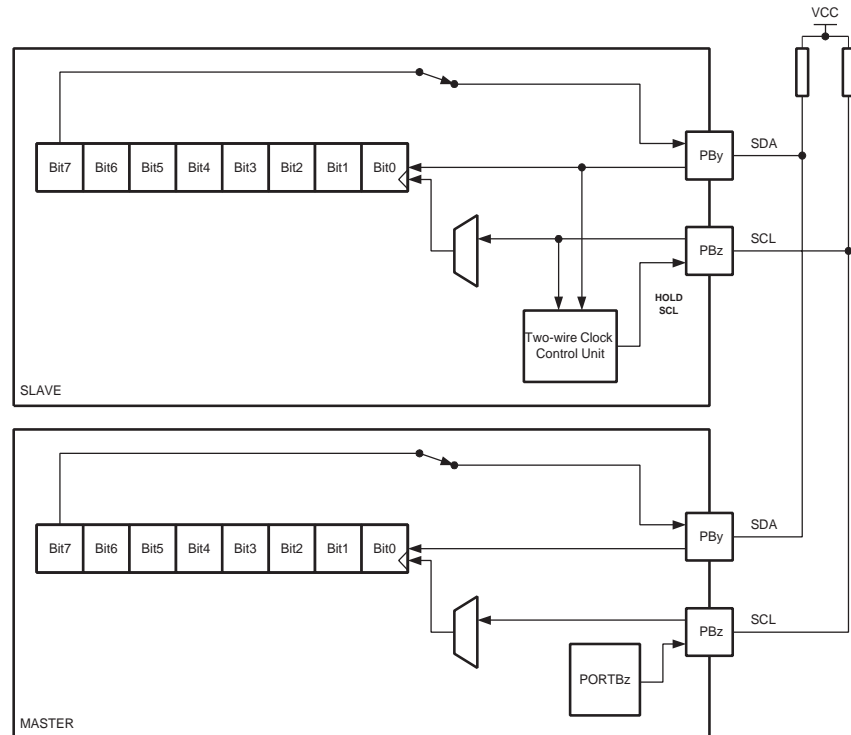 VCC
Bit7 Bit6 Bit5 Bit4 Bit3 Bit2 Bit1 Bit0
PBy
SDA
PBz
SCL
HOLD
SCL
Two-wire Clock
Control Unit
SLAVE
Bit7 Bit6 Bit5 Bit4 Bit3 Bit2 Bit1 Bit0
PBy
SDA
PBz
SCL
PORTBz
MASTER